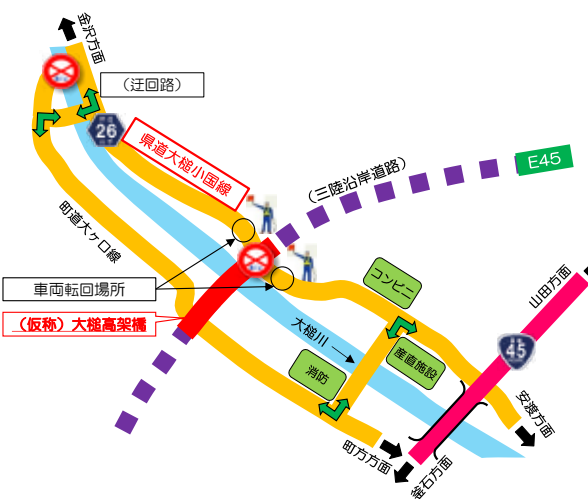 金沢方面
（迂回路）
26
県道大槌小国線
（三陸沿岸道路）
E45
町道大ケ口線
車両転回場所
（仮称）大槌高架橋
コンビニ
山田方面
大槌川
45
産直施設
消防
安渡方面
町方方面
釜石方面